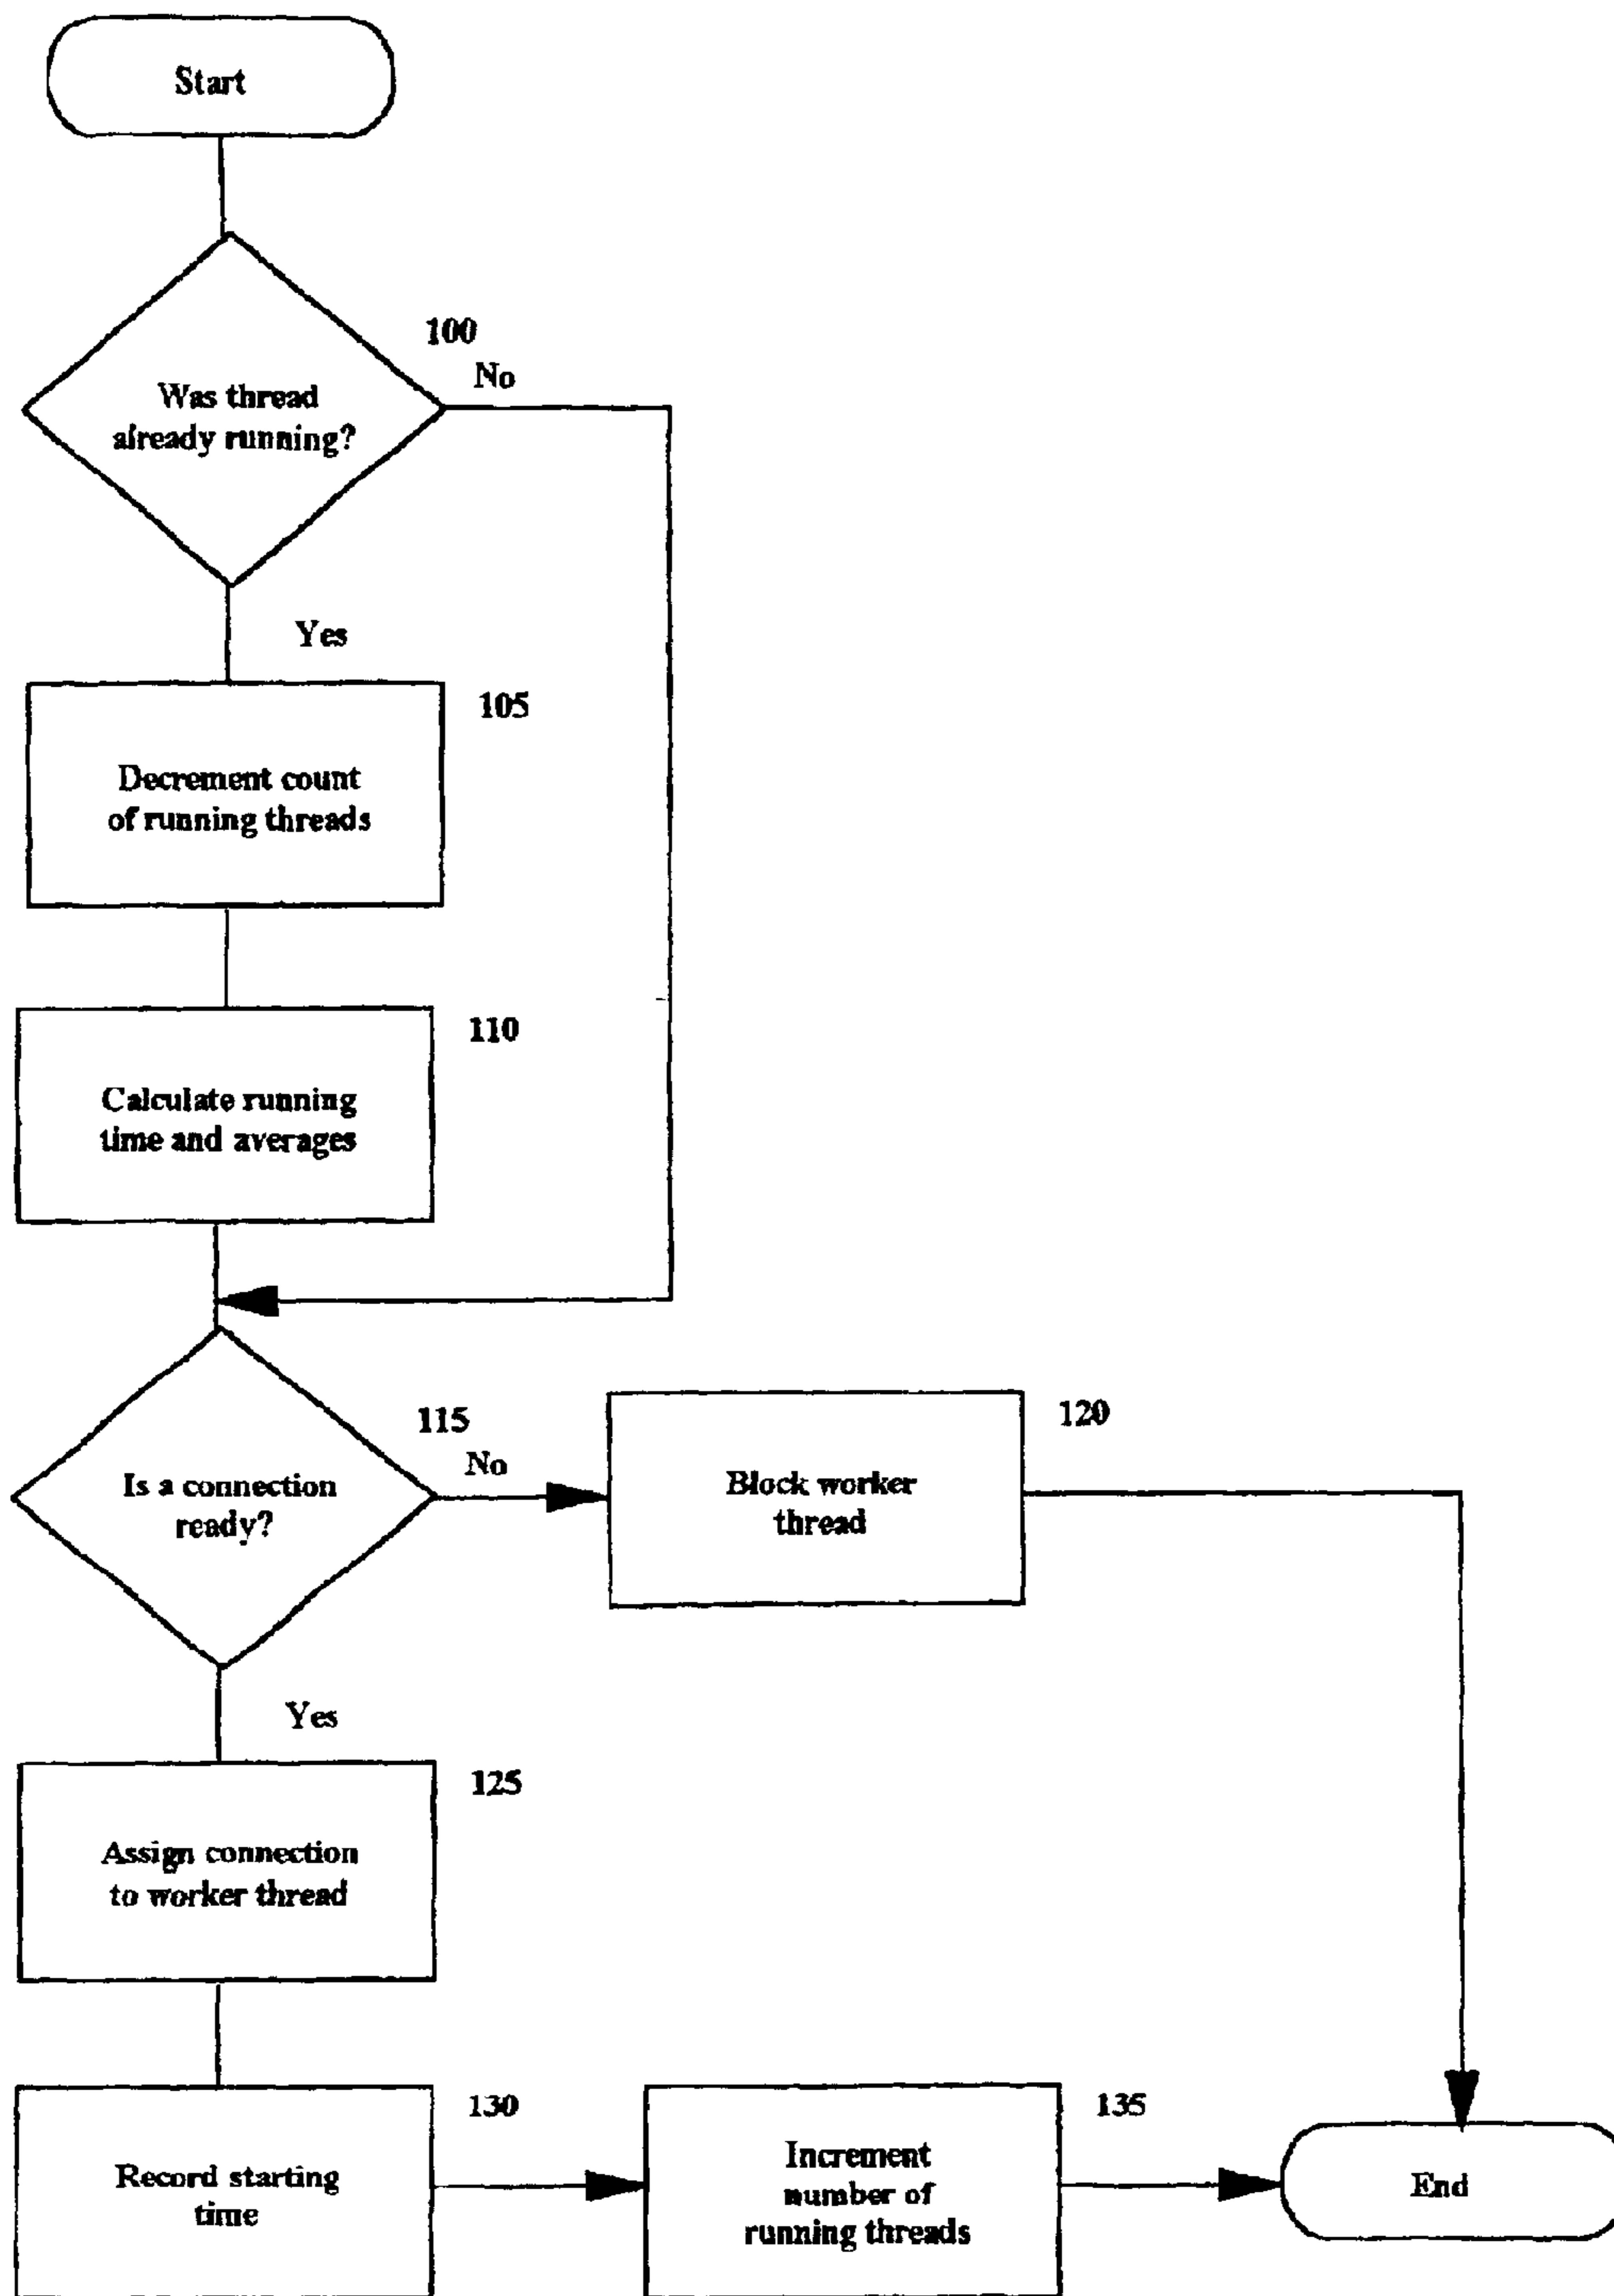 Start
100
No
Was thread
already running?
Yes
105
Decrement count
of running threads
110
Calculate running
time and averages
115
No
Is a connection
ready?
120
Block worker
thread
Yes
125
Assign connection
to worker thread
130
Record starting
time
135
Increment
number of
running threads
End